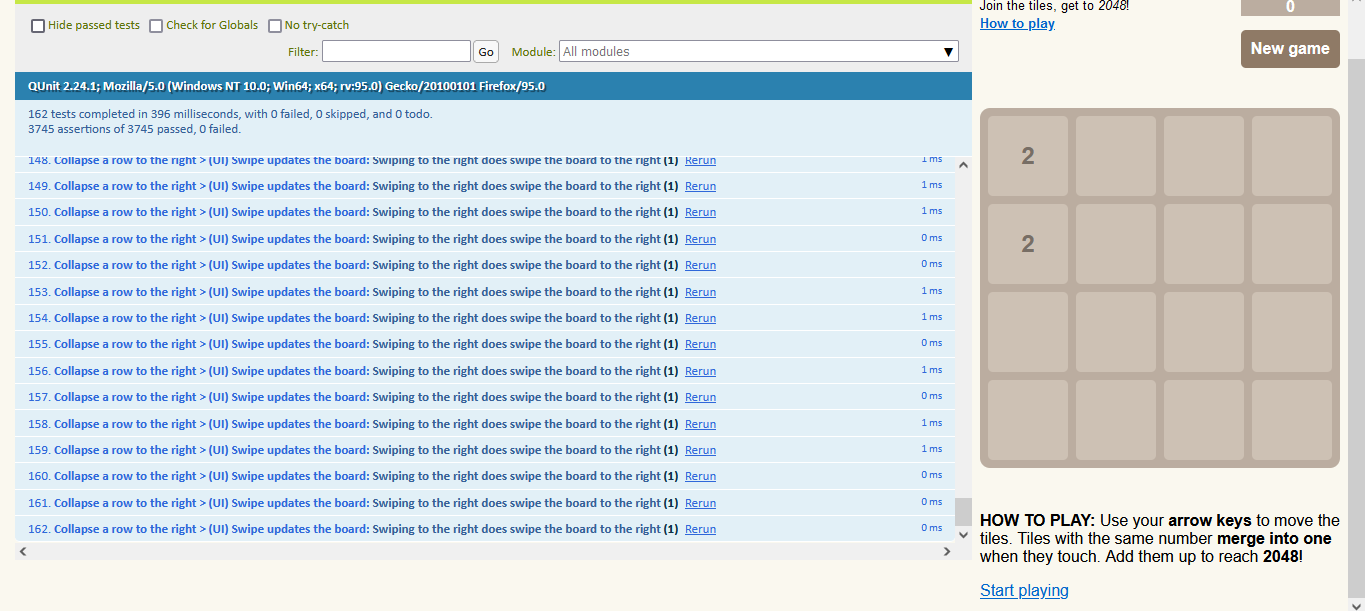 Hide passed tests Check for Globals No try-catch
Filter: Go Module: All modules
QUnit 2.24.1; Mozilla/5.0 (Windows NT 10.0; Win64; x64; rv:95.0) Gecko/20100101 Firefox/95.0
162 tests completed in 396 milliseconds, with 0 failed, 0 skipped, and 0 todo.
3745 assertions of 3745 passed, 0 failed.
148. Collapse a row to the right > (UI) Swipe updates the board: Swiping to the right does swipe the board to the right (1) Rerun 1 ms
149. Collapse a row to the right > (UI) Swipe updates the board: Swiping to the right does swipe the board to the right (1) Rerun 1 ms
150. Collapse a row to the right > (UI) Swipe updates the board: Swiping to the right does swipe the board to the right (1) Rerun 1 ms
151. Collapse a row to the right > (UI) Swipe updates the board: Swiping to the right does swipe the board to the right (1) Rerun 0 ms
152. Collapse a row to the right > (UI) Swipe updates the board: Swiping to the right does swipe the board to the right (1) Rerun 0 ms
153. Collapse a row to the right > (UI) Swipe updates the board: Swiping to the right does swipe the board to the right (1) Rerun 1 ms
154. Collapse a row to the right > (UI) Swipe updates the board: Swiping to the right does swipe the board to the right (1) Rerun 1 ms
155. Collapse a row to the right > (UI) Swipe updates the board: Swiping to the right does swipe the board to the right (1) Rerun 0 ms
156. Collapse a row to the right > (UI) Swipe updates the board: Swiping to the right does swipe the board to the right (1) Rerun 1 ms
157. Collapse a row to the right > (UI) Swipe updates the board: Swiping to the right does swipe the board to the right (1) Rerun 0 ms
158. Collapse a row to the right > (UI) Swipe updates the board: Swiping to the right does swipe the board to the right (1) Rerun 1 ms
159. Collapse a row to the right > (UI) Swipe updates the board: Swiping to the right does swipe the board to the right (1) Rerun 1 ms
160. Collapse a row to the right > (UI) Swipe updates the board: Swiping to the right does swipe the board to the right (1) Rerun 0 ms
161. Collapse a row to the right > (UI) Swipe updates the board: Swiping to the right does swipe the board to the right (1) Rerun 0 ms
162. Collapse a row to the right > (UI) Swipe updates the board: Swiping to the right does swipe the board to the right (1) Rerun 0 ms
Join the tiles, get to 2048!
0
How to play
New game
2
2
HOW TO PLAY: Use your arrow keys to move the
tiles. Tiles with the same number merge into one
when they touch. Add them up to reach 2048!
Start playing